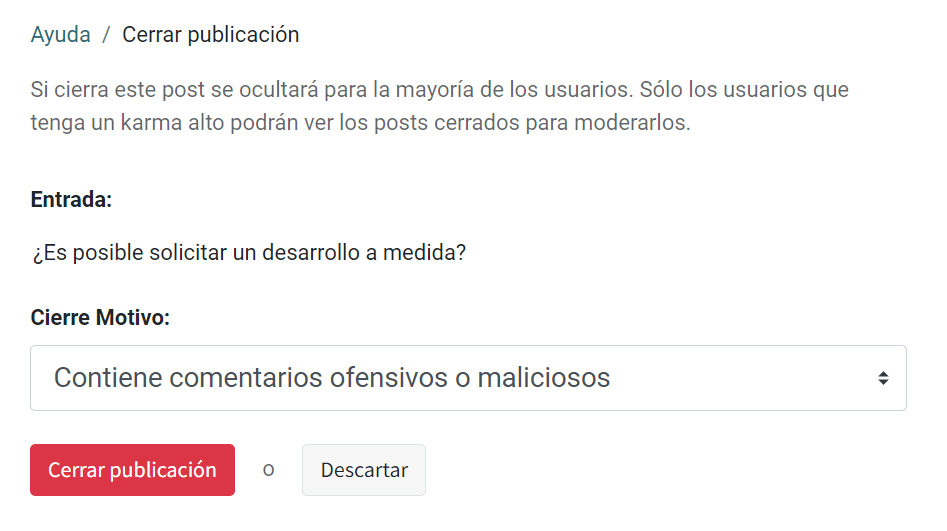 Ayuda / Cerrar publicación
Si cierra este post se ocultará para la mayoría de los usuarios. Sólo los usuarios que
tenga un karma alto podrán ver los posts cerrados para moderarlos.
Entrada:
¿Es posible solicitar un desarrollo a medida?
Cierre Motivo:
Contiene comentarios ofensivos o maliciosos
Cerrar publicación o Descartar